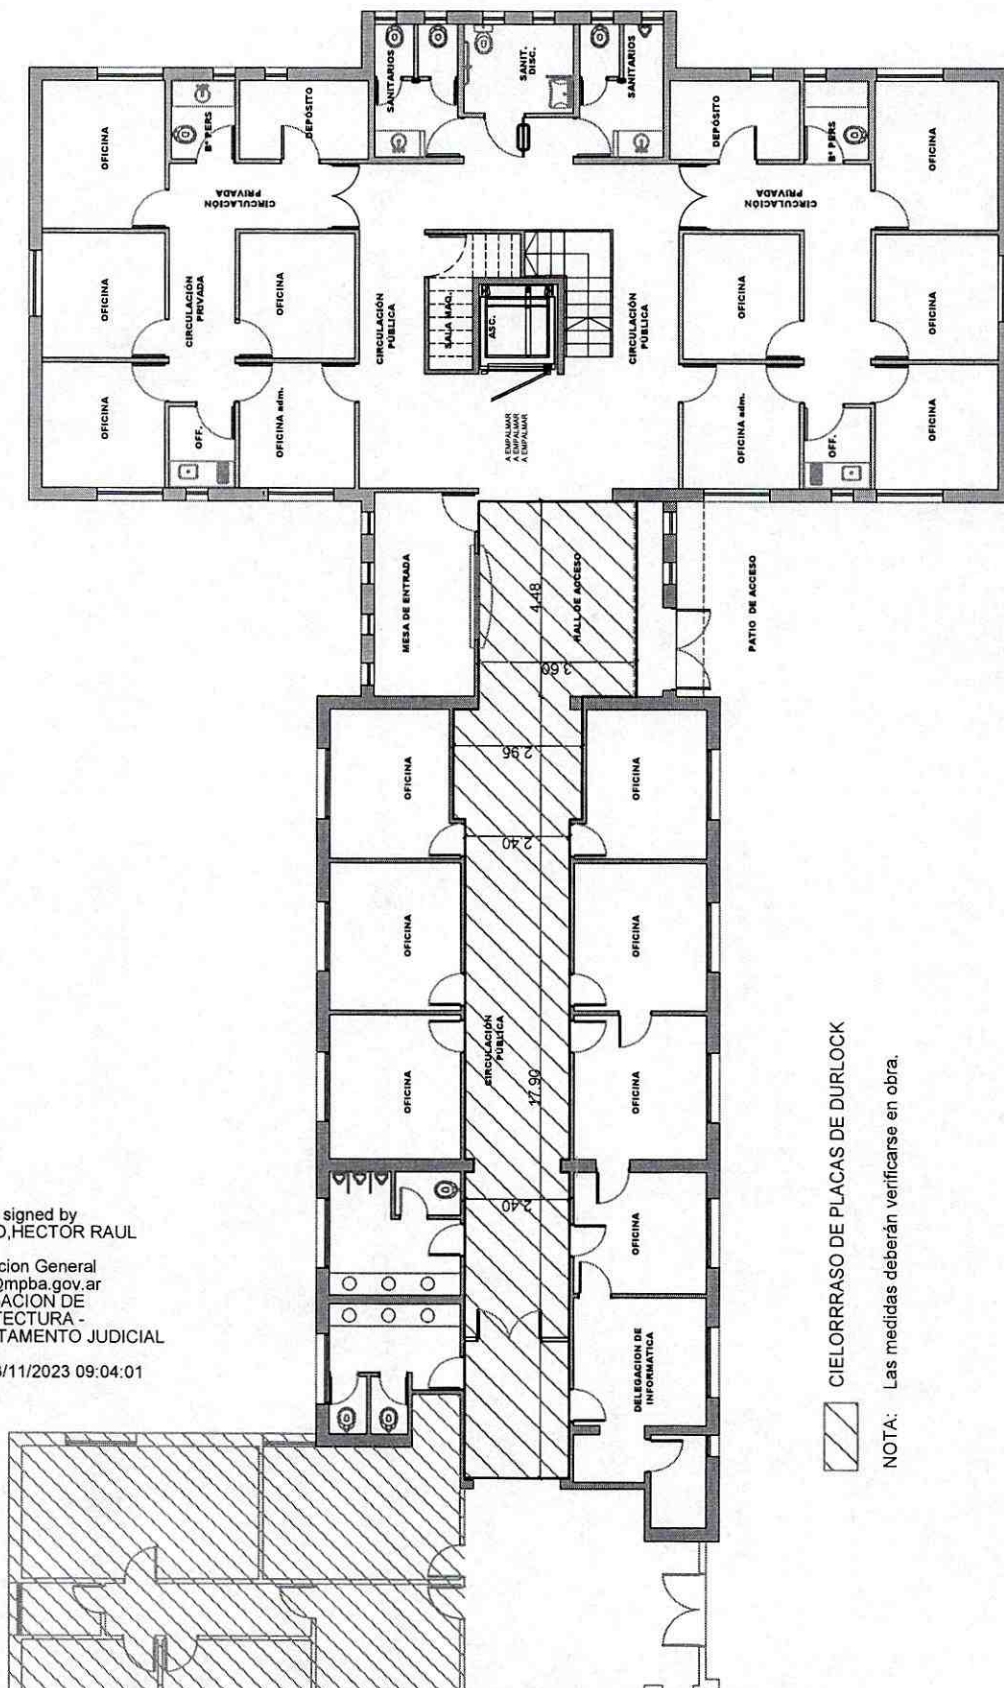 SANITARIOS
SANIT.
DISC.
SANITARIOS
OFICINA
Bº PERS
DEPÓSITO
DEPÓSITO
Bº PERS
OFICINA
CIRCULACIÓN
PRIVADA
CIRCULACIÓN
PRIVADA
OFICINA
CIRCULACIÓN
PRIVADA
OFICINA
CIRCULACIÓN
PÚBLICA
SALA MAQ.
ASC.
CIRCULACIÓN
PÚBLICA
OFICINA
OFICINA
OFICINA
OFF.
OFICINA adm.
A EMPALMAR
A EMPALMAR
A EMPALMAR
OFICINA adm.
OFF.
OFICINA
MESA DE ENTRADA
4.48
HALL DE ACCESO
3.60
PATIO DE ACCESO
OFICINA
2.96
OFICINA
2.40
OFICINA
OFICINA
OFICINA
CIRCULACIÓN
PÚBLICA
17.90
OFICINA
2.40
OFICINA
DELEGACION DE
INFORMATICA
signed by
,HECTOR RAUL
cion General
@mpba.gov.ar
ACION DE
TECTURA -
TAMENTO JUDICIAL
/11/2023 09:04:01
CIELORRASO DE PLACAS DE DURLOCK
NOTA: Las medidas deberán verificarse en obra.